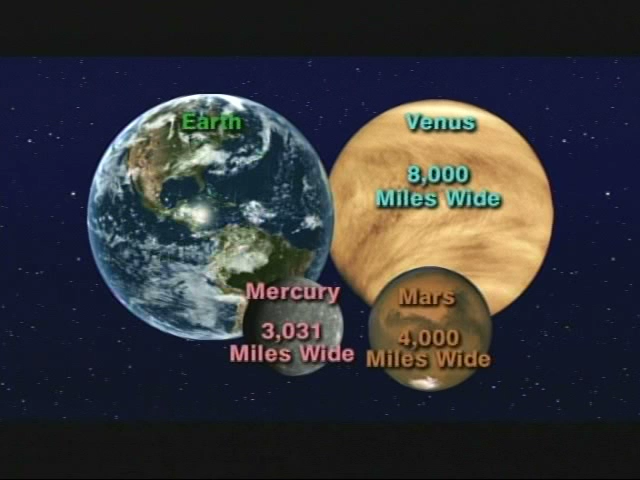 Earth
Venus
8,000
Miles Wide
Mercury
3,031
Miles Wide
Mars
4,000
Miles Wide